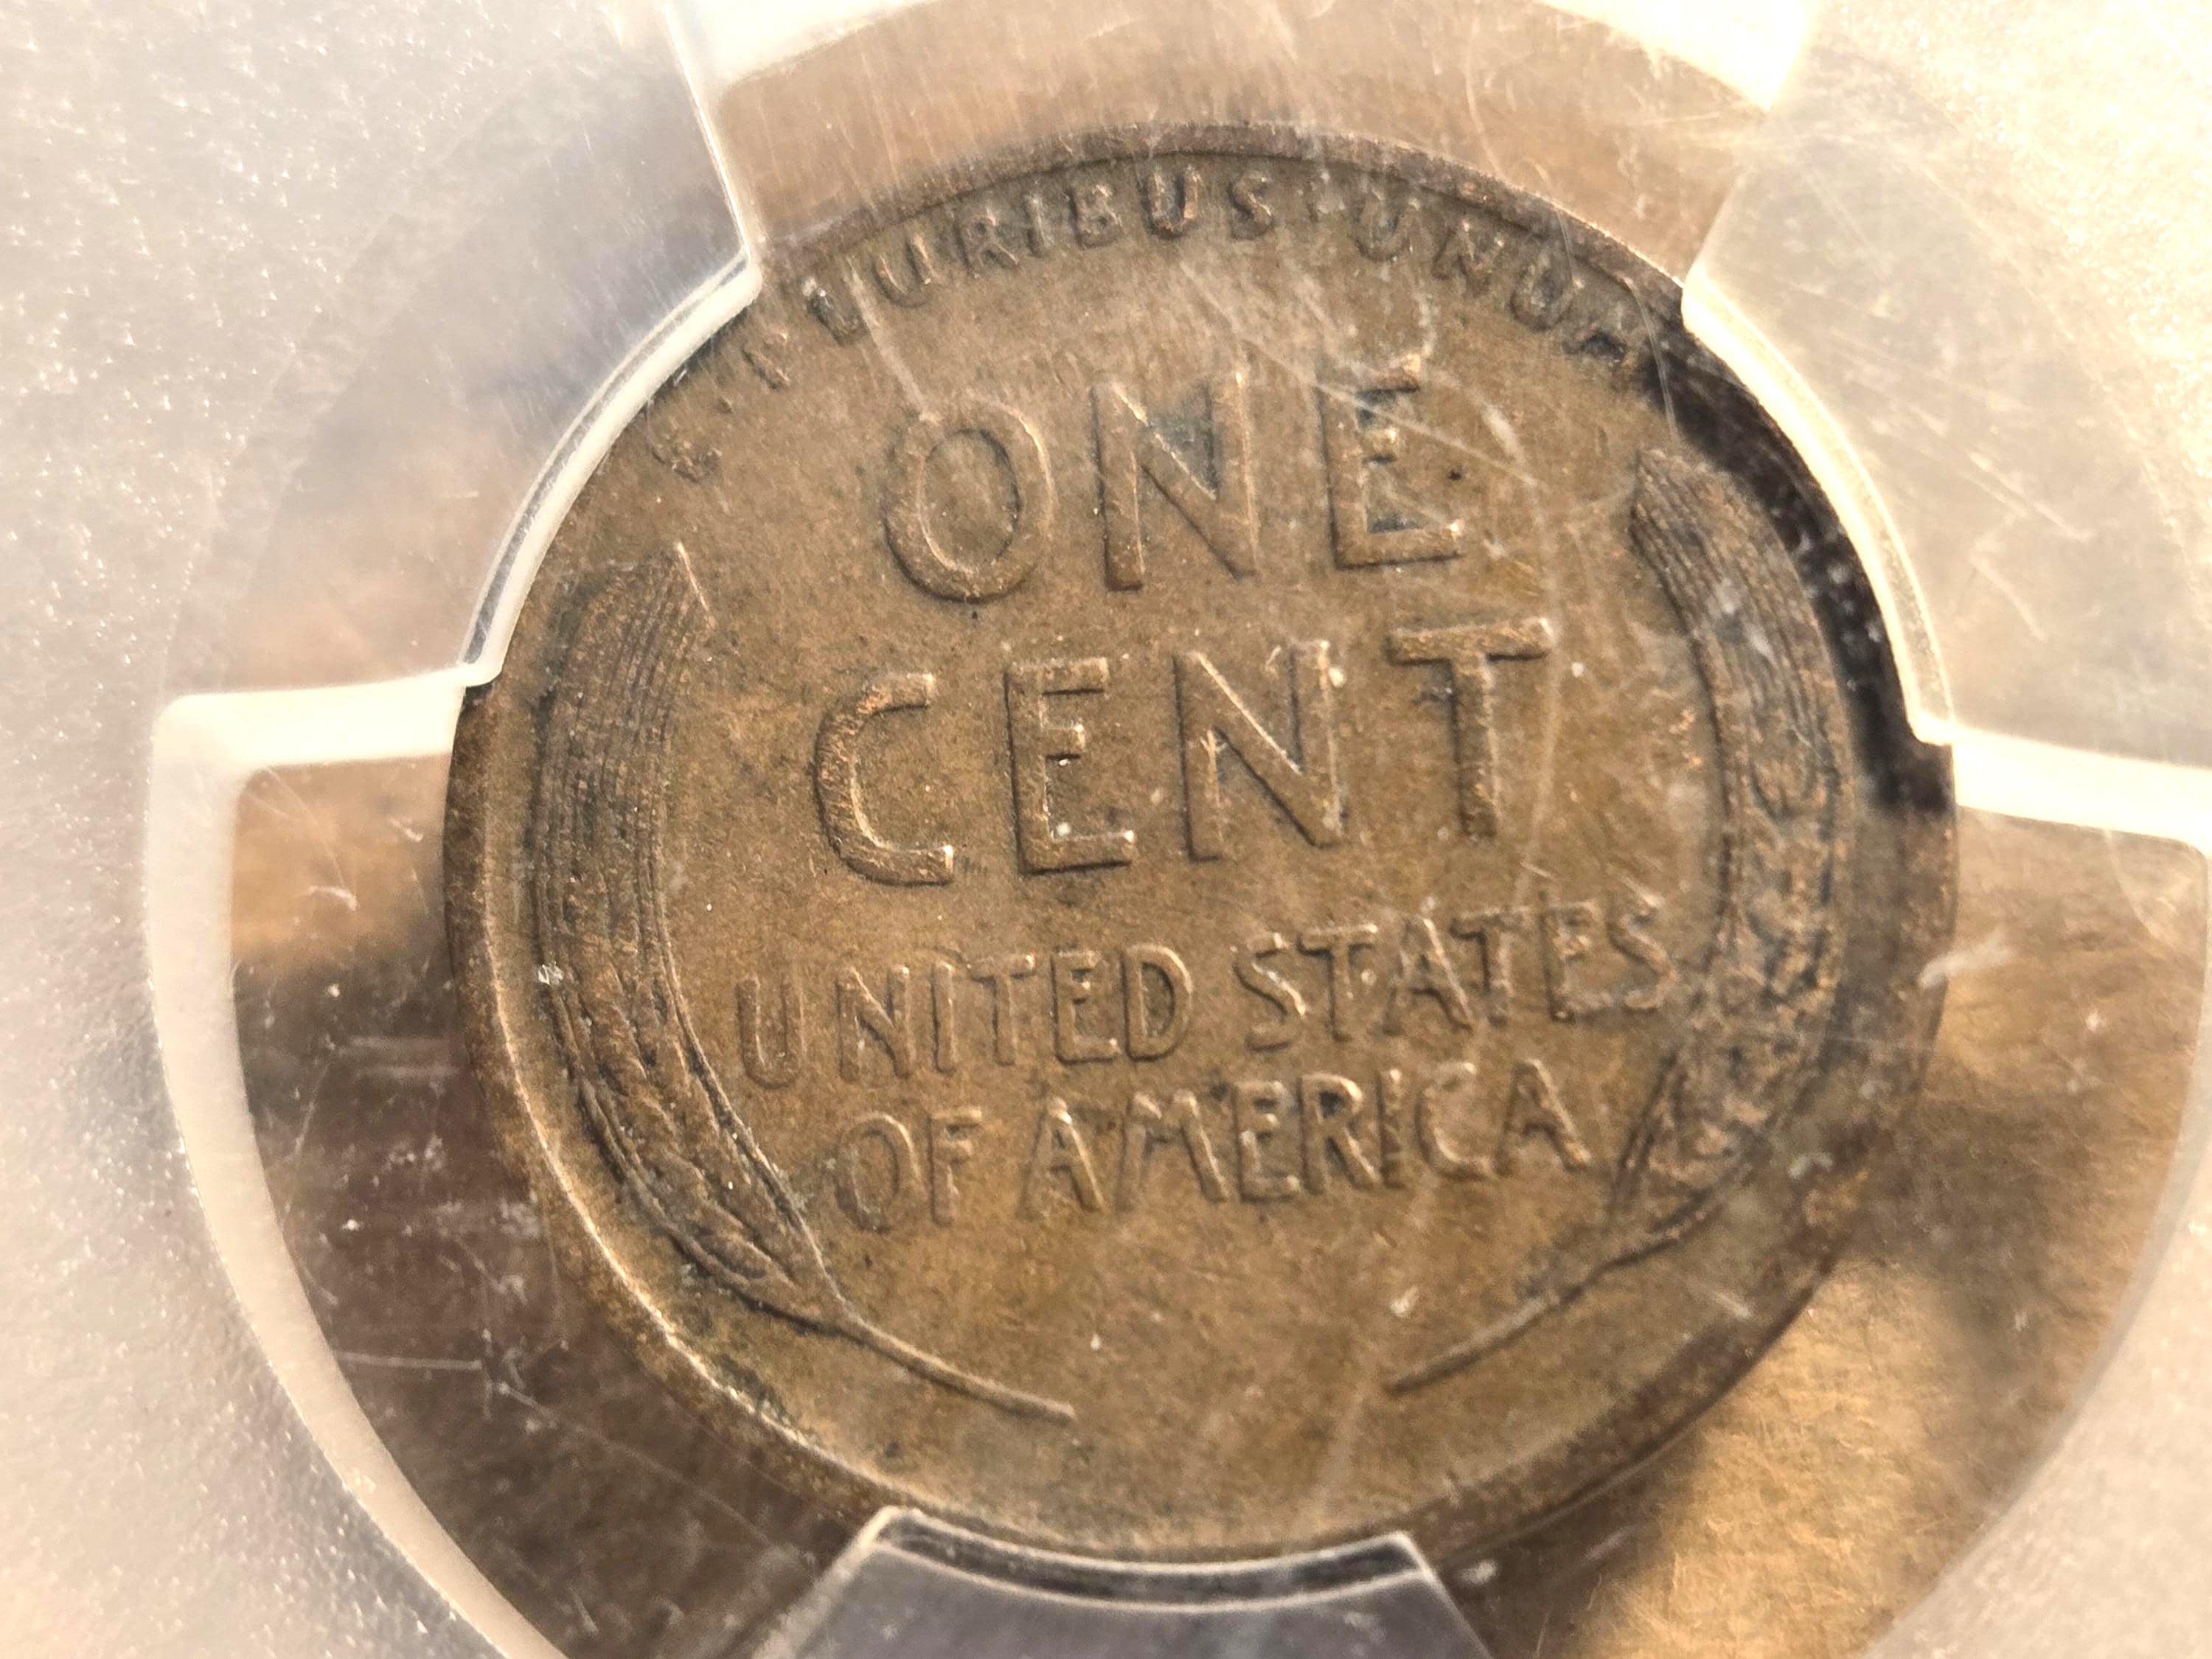 E·PLURIBUS·UNUM
ONE
CENT
UNITED STATES
OF AMERICA